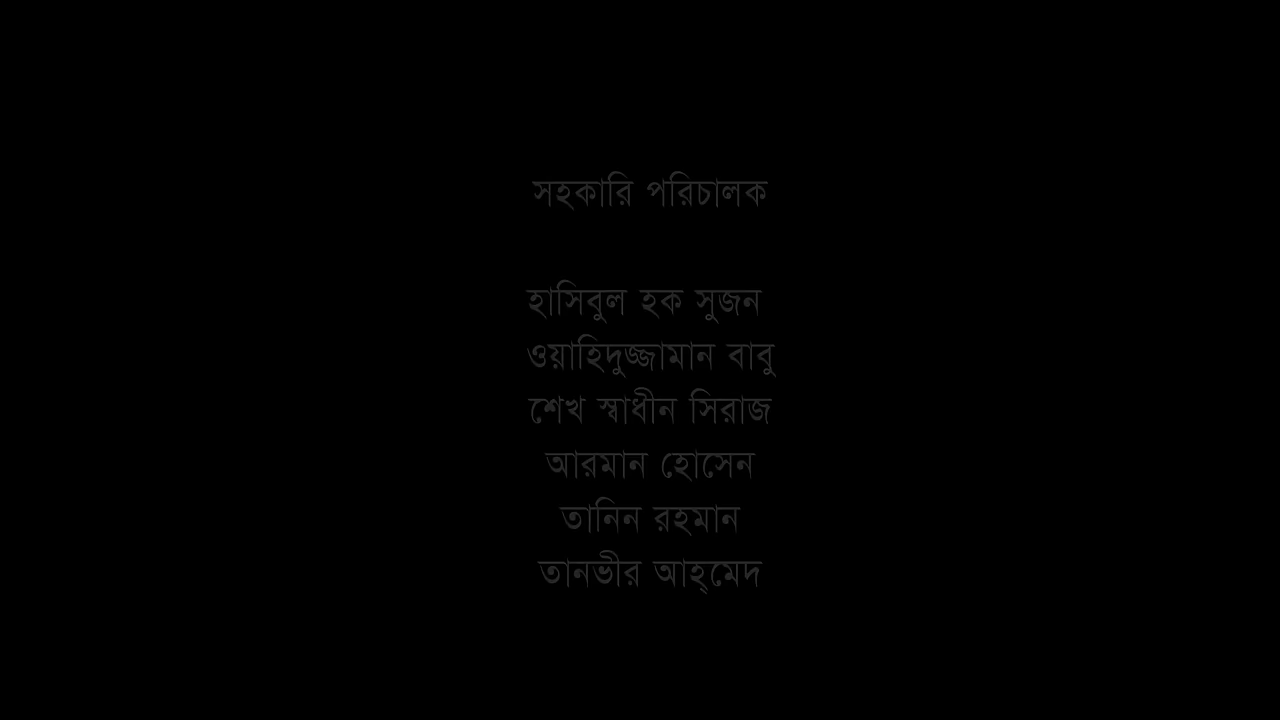 সহকারি পরিচালক
হাসিবুল হক সুজন
ওয়াহিদুজ্জামান বাবু
শেখ স্বাধীন সিরাজ
আরমান হোসেন
তানিন রহমান
তানভীর আহ্মেদ